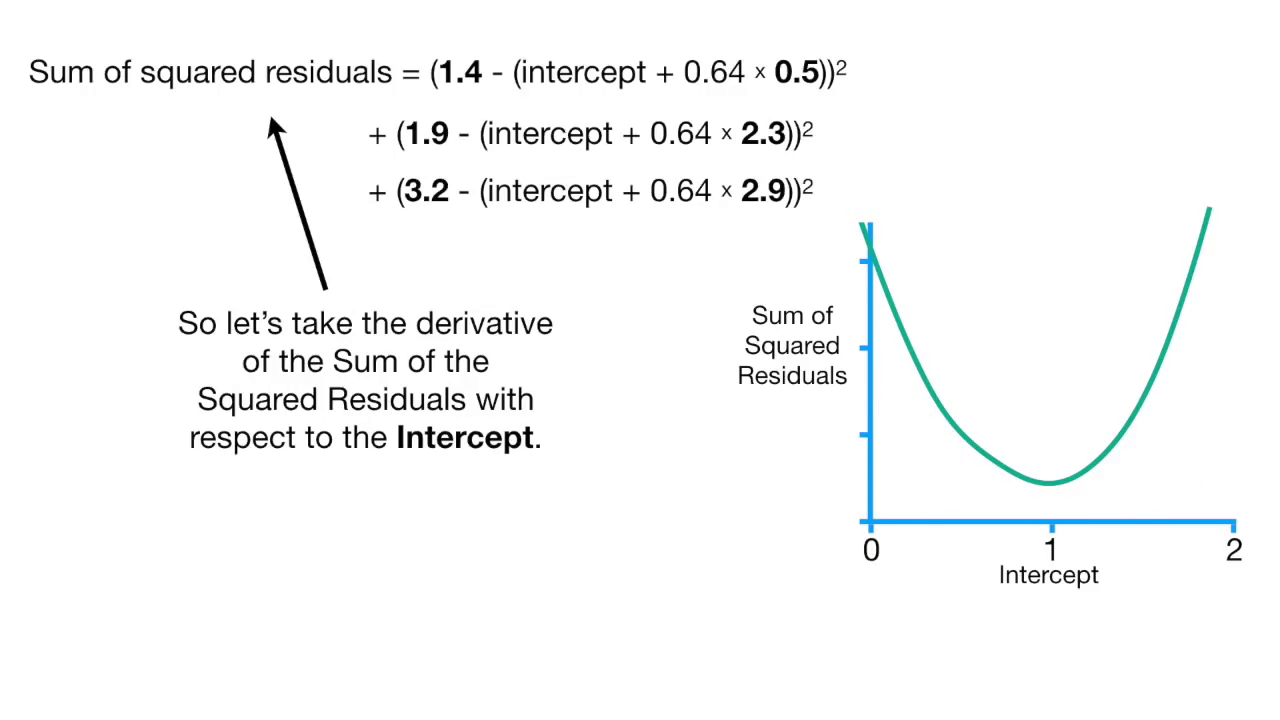 Sum of squared residuals = (1.4 - (intercept + 0.64 x 0.5))²
+ (1.9 - (intercept + 0.64 x 2.3))²
+ (3.2 - (intercept + 0.64 x 2.9))²
So let’s take the derivative
of the Sum of the
Squared Residuals with
respect to the Intercept.
Sum of
Squared
Residuals
0 1 2
Intercept